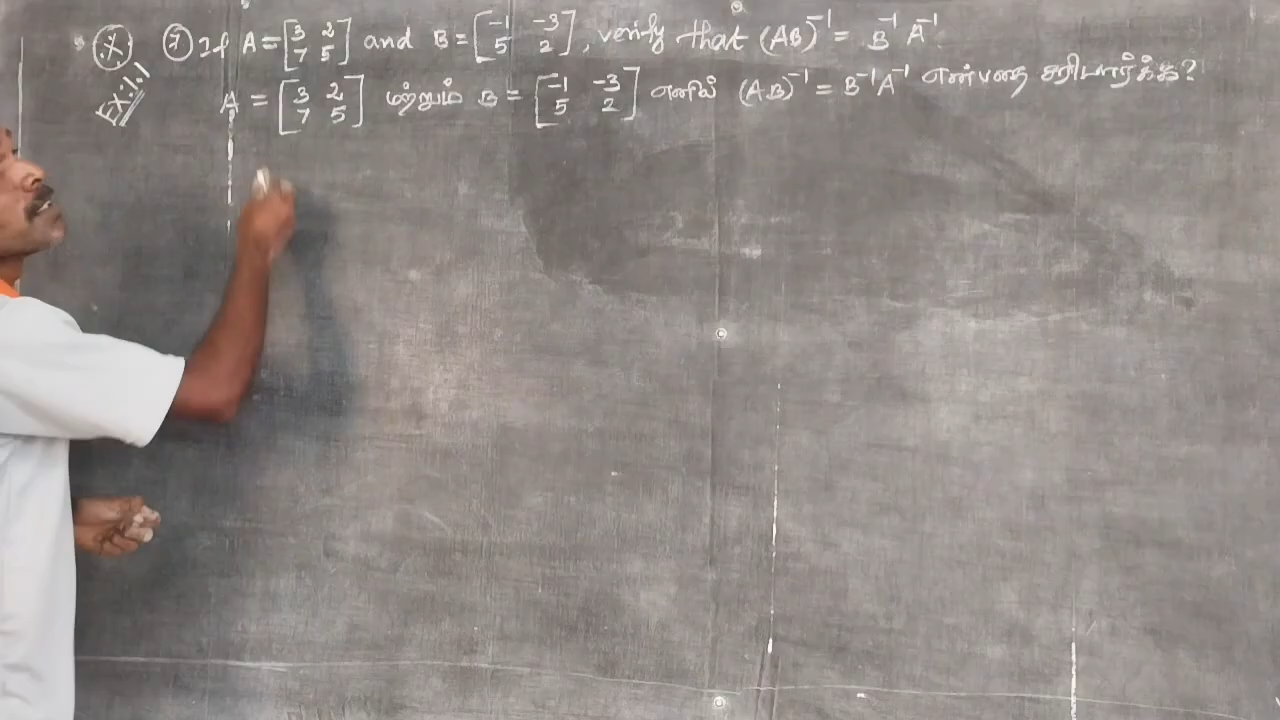 (X) (7) If A = [3 2 7 5] and B = [-1 -3 5 2], verify that (AB)⁻¹ = B⁻¹ A⁻¹.
EX:1.1
A = [3 2 7 5] மற்றும் B = [-1 -3 5 2] எனில் (AB)⁻¹ = B⁻¹A⁻¹ என்பதை சரிபார்க்க?